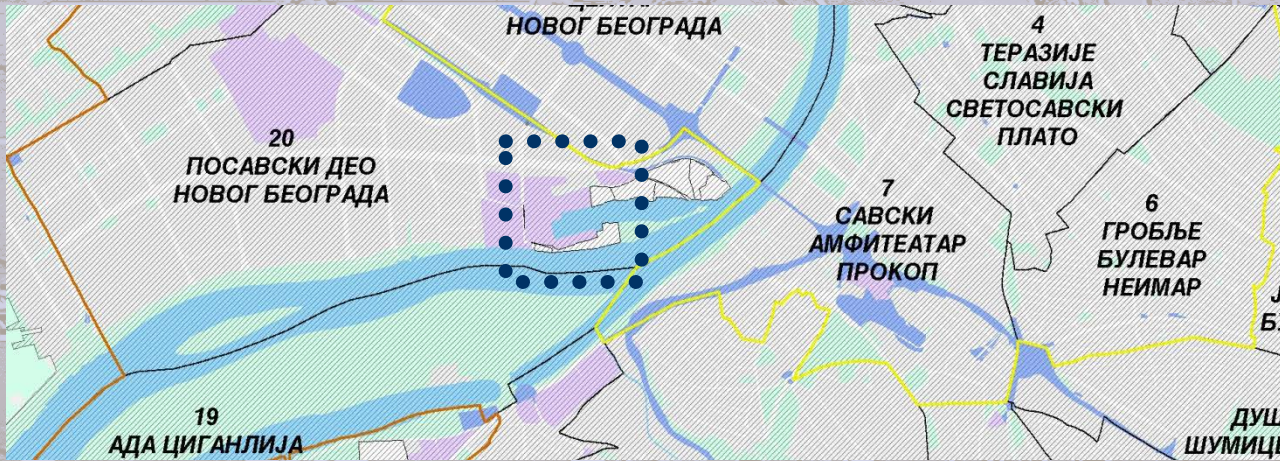 НОВОГ БЕОГРАДА
4
ТЕРАЗИЈЕ
СЛАВИЈА
СВЕТОСАВСКИ
ПЛАТО
20
ПОСАВСКИ ДЕО
НОВОГ БЕОГРАДА
7
САВСКИ
АМФИТЕАТАР
ПРОКОП
6
ГРОБЉЕ
БУЛЕВАР
НЕИМАР
19
АДА ЦИГАНЛИЈА